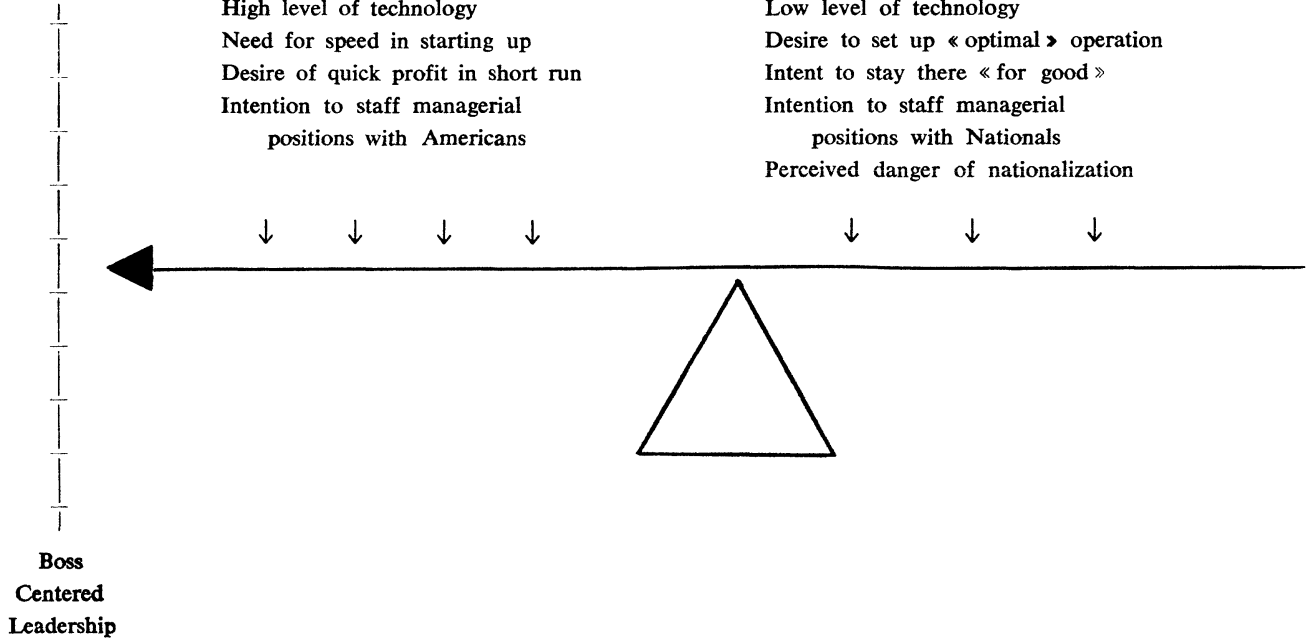 High level of technology
Need for speed in starting up
Desire of quick profit in short run
Intention to staff managerial
positions with Americans
Low level of technology
Desire to set up « optimal » operation
Intent to stay there « for good »
Intention to staff managerial
positions with Nationals
Perceived danger of nationalization
Boss
Centered
Leadership